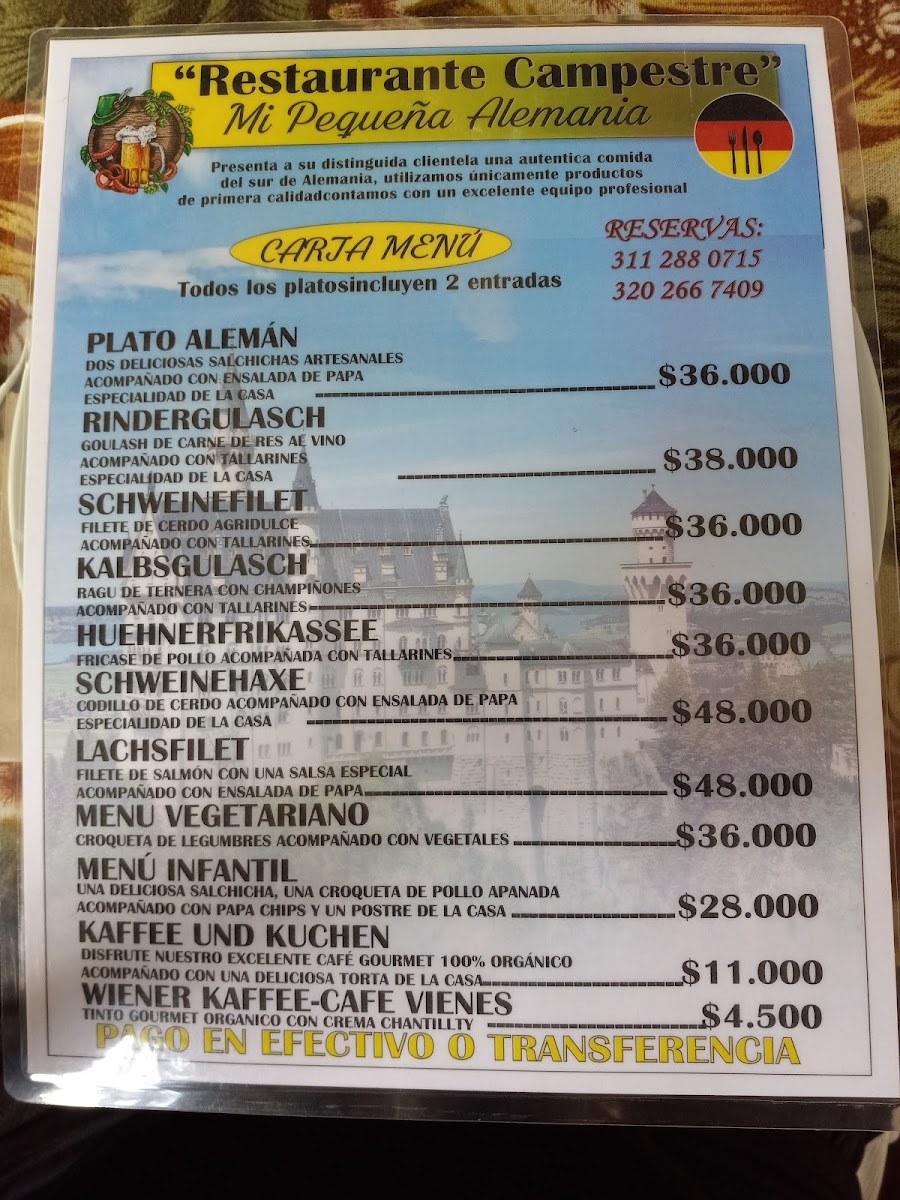 “Restaurante Campestre”
Mi Pequeña Alemania
Presenta a su distinguida clientela una autentica comida
del sur de Alemania, utilizamos únicamente productos
de primera calidadcontamos con un excelente equipo profesional
CARTA MENÚ
Todos los platosincluyen 2 entradas
RESERVAS:
311 288 0715
320 266 7409
PLATO ALEMÁN
DOS DELICIOSAS SALCHICHAS ARTESANALES
ACOMPAÑADO CON ENSALADA DE PAPA
ESPECIALIDAD DE LA CASA $36.000
RINDERGULASCH
GOULASH DE CARNE DE RES AL VINO
ACOMPAÑADO CON TALLARINES
ESPECIALIDAD DE LA CASA $38.000
SCHWEINEFILET
FILETE DE CERDO AGRIDULCE
ACOMPAÑADO CON TALLARINES $36.000
KALBSGULASCH
RAGU DE TERNERA CON CHAMPIÑONES
ACOMPAÑADO CON TALLARINES $36.000
HUEHNERFRIKASSEE
FRICASE DE POLLO ACOMPAÑADA CON TALLARINES $36.000
SCHWEINEHAXE
CODILLO DE CERDO ACOMPAÑADO CON ENSALADA DE PAPA
ESPECIALIDAD DE LA CASA $48.000
LACHSFILET
FILETE DE SALMÓN CON UNA SALSA ESPECIAL
ACOMPAÑADO CON ENSALADA DE PAPA $48.000
MENU VEGETARIANO
CROQUETA DE LEGUMBRES ACOMPAÑADO CON VEGETALES $36.000
MENÚ INFANTIL
UNA DELICIOSA SALCHICHA, UNA CROQUETA DE POLLO APANADA
ACOMPAÑADO CON PAPA CHIPS Y UN POSTRE DE LA CASA $28.000
KAFFEE UND KUCHEN
DISFRUTE NUESTRO EXCELENTE CAFÉ GOURMET 100% ORGÁNICO
ACOMPAÑADO CON UNA DELICIOSA TORTA DE LA CASA $11.000
WIENER KAFFEE-CAFE VIENES
TINTO GOURMET ORGANICO CON CREMA CHANTILLTY $4.500
PAGO EN EFECTIVO O TRANSFERENCIA